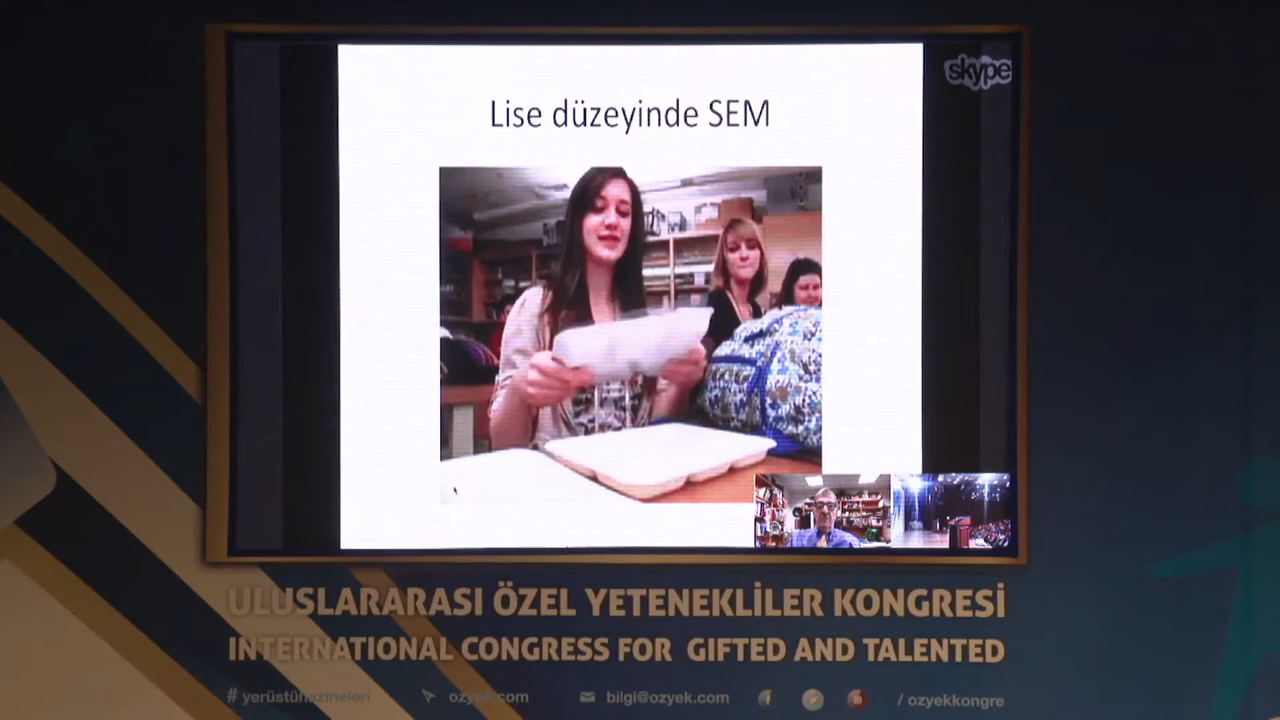 skype
Lise düzeyinde SEM
ULUSLARARASI ÖZEL YETENEKLİLER KONGRESİ
INTERNATIONAL CONGRESS FOR GIFTED AND TALENTED
# yerüstühazineleri ozyek.com bilgi@ozyek.com / ozyekkongre